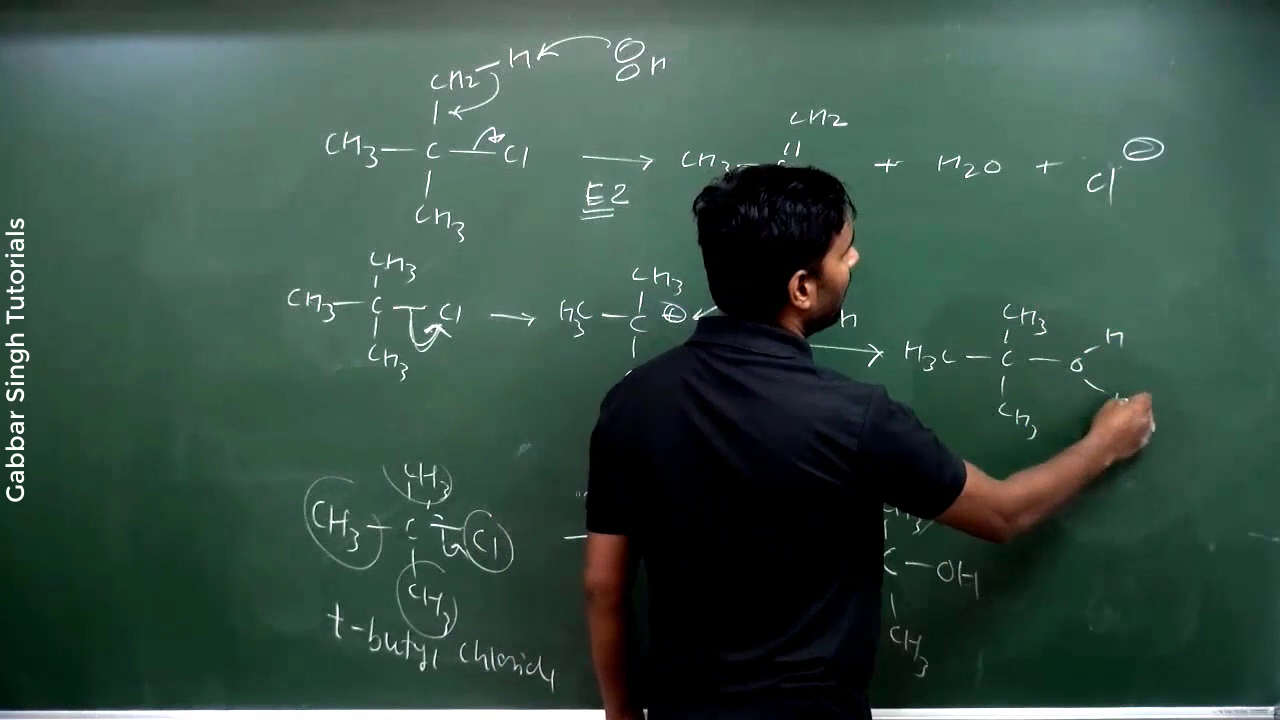 Gabbar Singh Tutorials
CH2 — H ⊖OH
CH3 — C — Cl → CH3 — + H2O + Cl⊖
E2
CH2
CH3
CH3
CH3 — C — Cl → H3C — C ⊕
CH3
CH3
H
→ H3C — C — O
CH3
CH3
H
CH3
CH3 — C — Cl
CH3
t-butyl chloride
CH3
C — OH
CH3